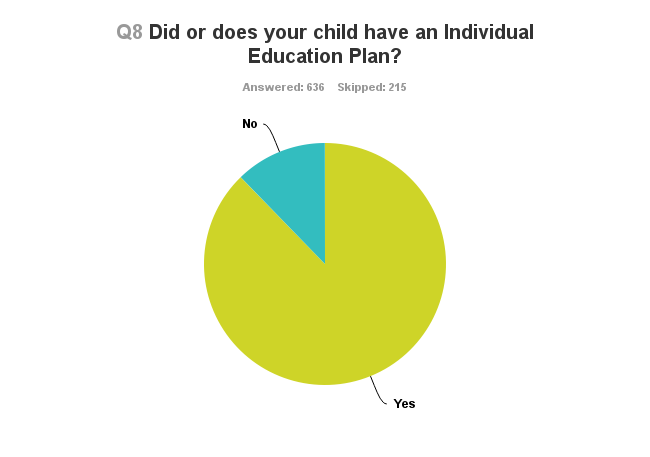 Q8 Did or does your child have an Individual
Education Plan?
Answered: 636 Skipped: 215
No
Yes